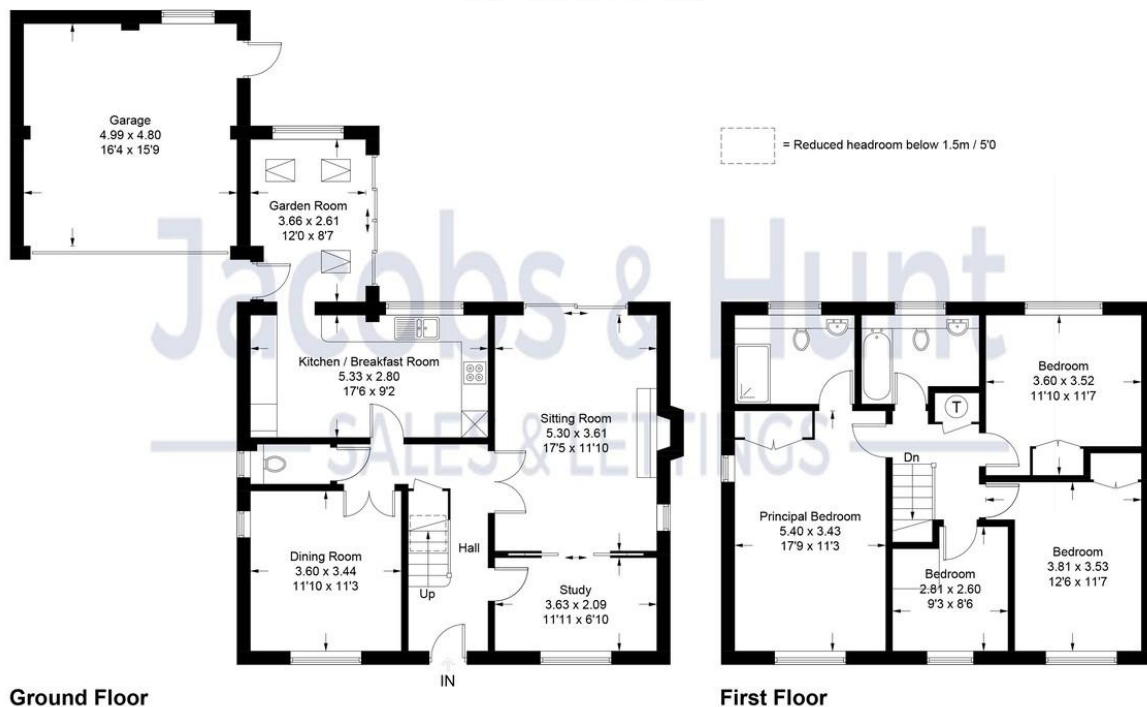 Garage
4.99 x 4.80
16'4 x 15'9
= Reduced headroom below 1.5m / 5'0
Garden Room
3.66 x 2.61
12'0 x 8'7
Jacobs & Hunt
SALES & LETTINGS
Kitchen / Breakfast Room
5.33 x 2.80
17'6 x 9'2
Sitting Room
5.30 x 3.61
17'5 x 11'10
Dining Room
3.60 x 3.44
11'10 x 11'3
Hall
Up
Study
3.63 x 2.09
11'11 x 6'10
IN
Bedroom
3.60 x 3.52
11'10 x 11'7
T
Dn
Principal Bedroom
5.40 x 3.43
17'9 x 11'3
Bedroom
2.81 x 2.60
9'3 x 8'6
Bedroom
3.81 x 3.53
12'6 x 11'7
Ground Floor
First Floor